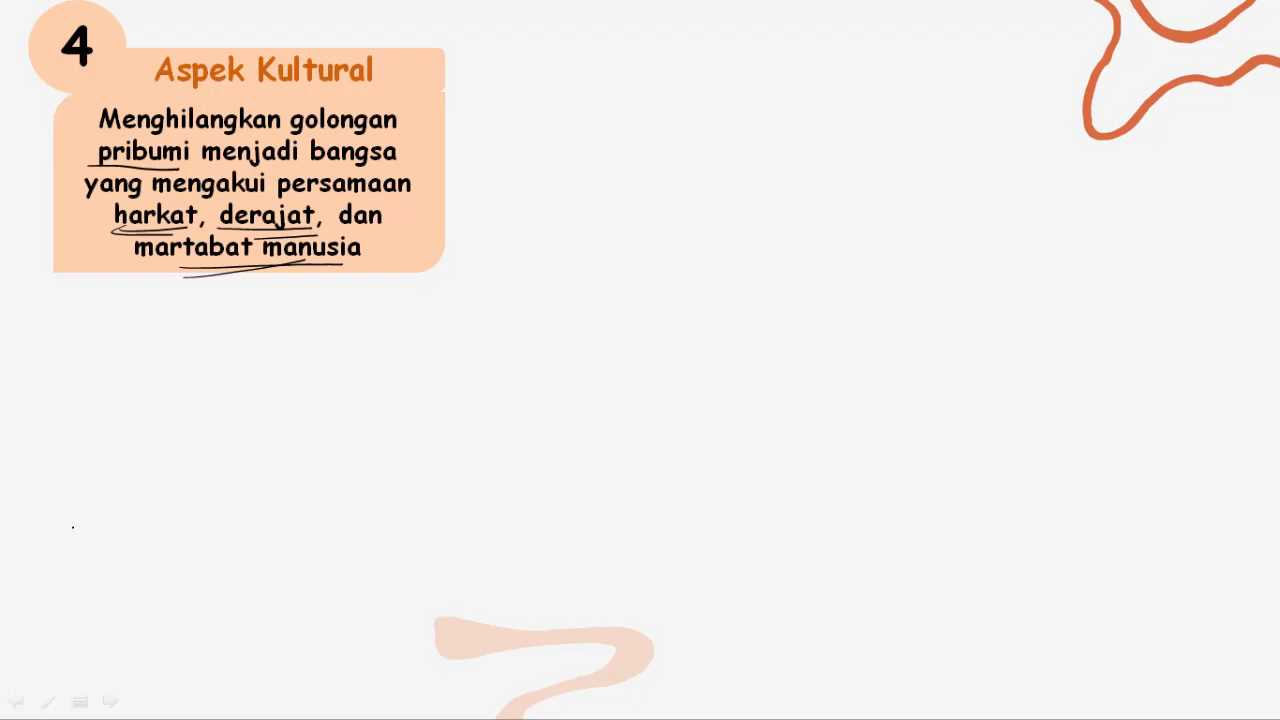 4
Aspek Kultural
Menghilangkan golongan
pribumi menjadi bangsa
yang mengakui persamaan
harkat, derajat, dan
martabat manusia